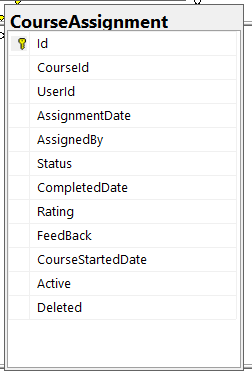 CourseAssignment
Id
CourseId
UserId
AssignmentDate
AssignedBy
Status
CompletedDate
Rating
FeedBack
CourseStartedDate
Active
Deleted